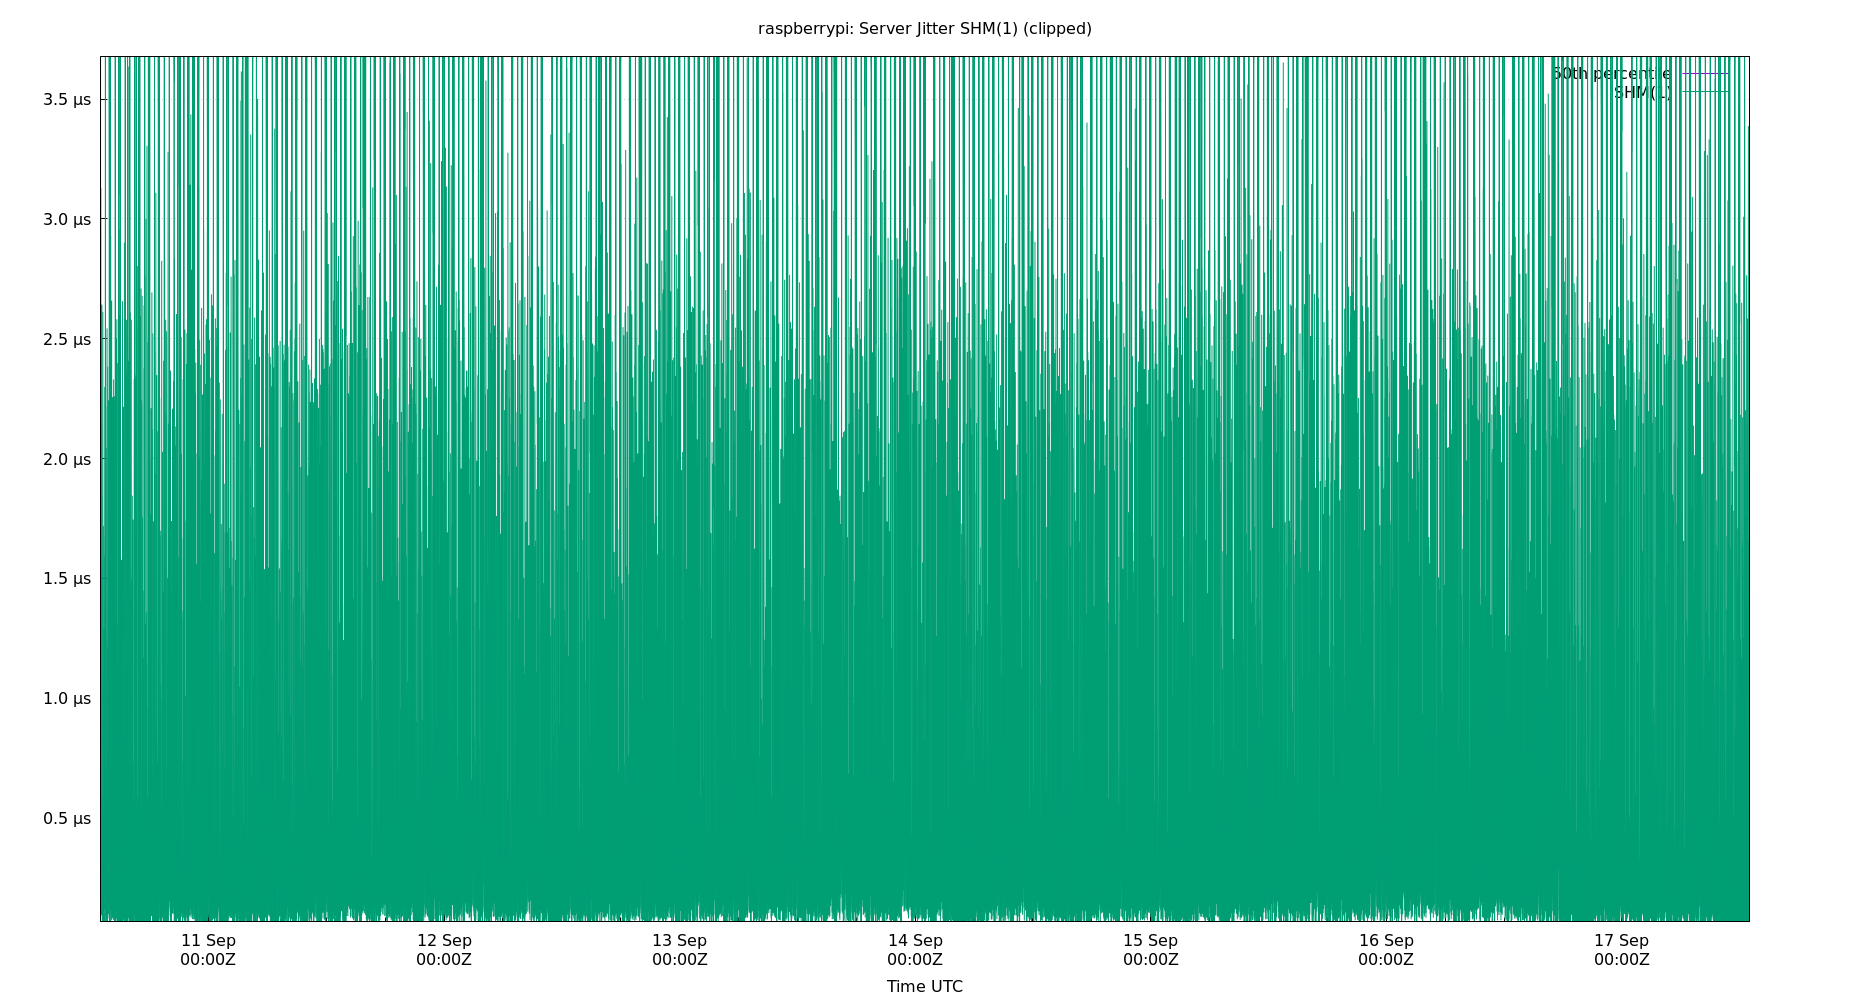 raspberrypi: Server Jitter SHM(1) (clipped)
50th percentile
SHM(1)
3.5 µs
3.0 µs
2.5 µs
2.0 µs
1.5 µs
1.0 µs
0.5 µs
11 Sep 12 Sep 13 Sep 14 Sep 15 Sep 16 Sep 17 Sep
00:00Z 00:00Z 00:00Z 00:00Z 00:00Z 00:00Z 00:00Z
Time UTC